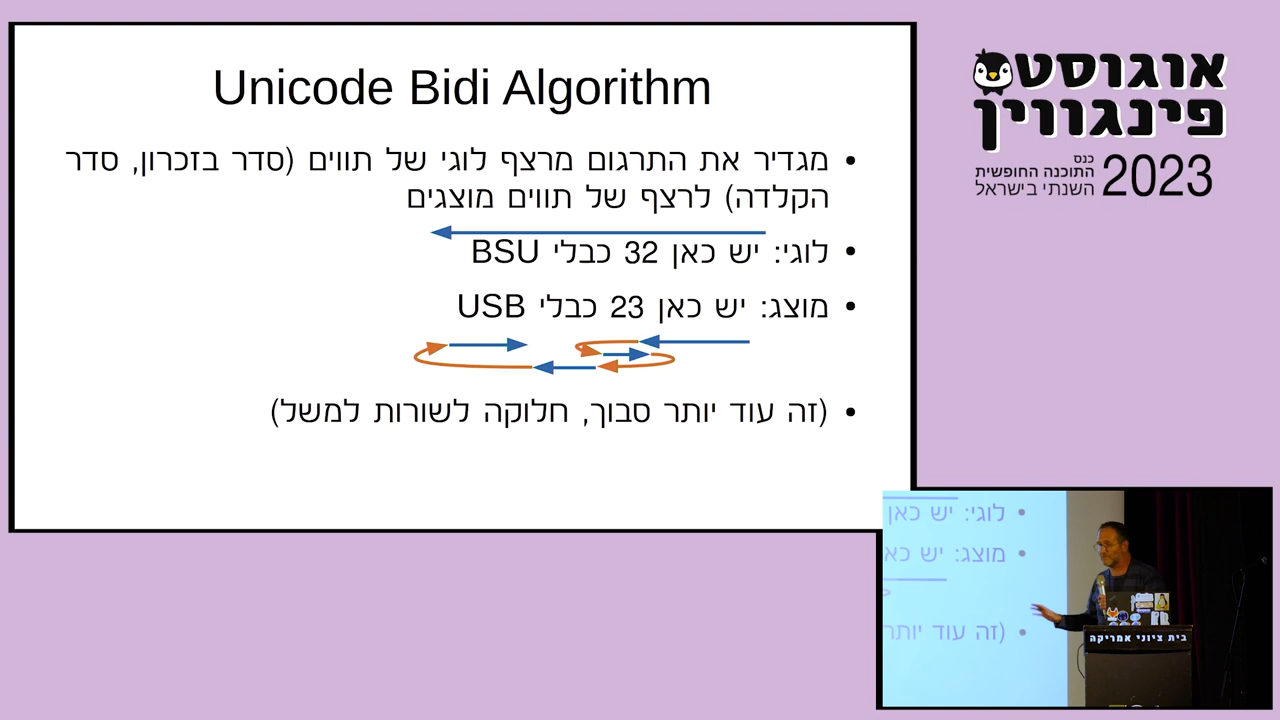 Unicode Bidi Algorithm
• מגדיר את התרגום מרצף לוגי של תווים (סדר בזכרון, סדר
הקלדה) לרצף של תווים מוצגים
• לוגי: יש כאן 32 כבלי BSU
• מוצג: יש כאן 23 כבלי USB
• (זה עוד יותר סבוך, חלוקה לשורות למשל)
אוגוסט
פינגווין
2023
כנס
התוכנה החופשית
השנתי בישראל
• לוגי: יש כאן
• מוצג: יש כא
• (זה עוד יותר
בית ציוני אמריקה